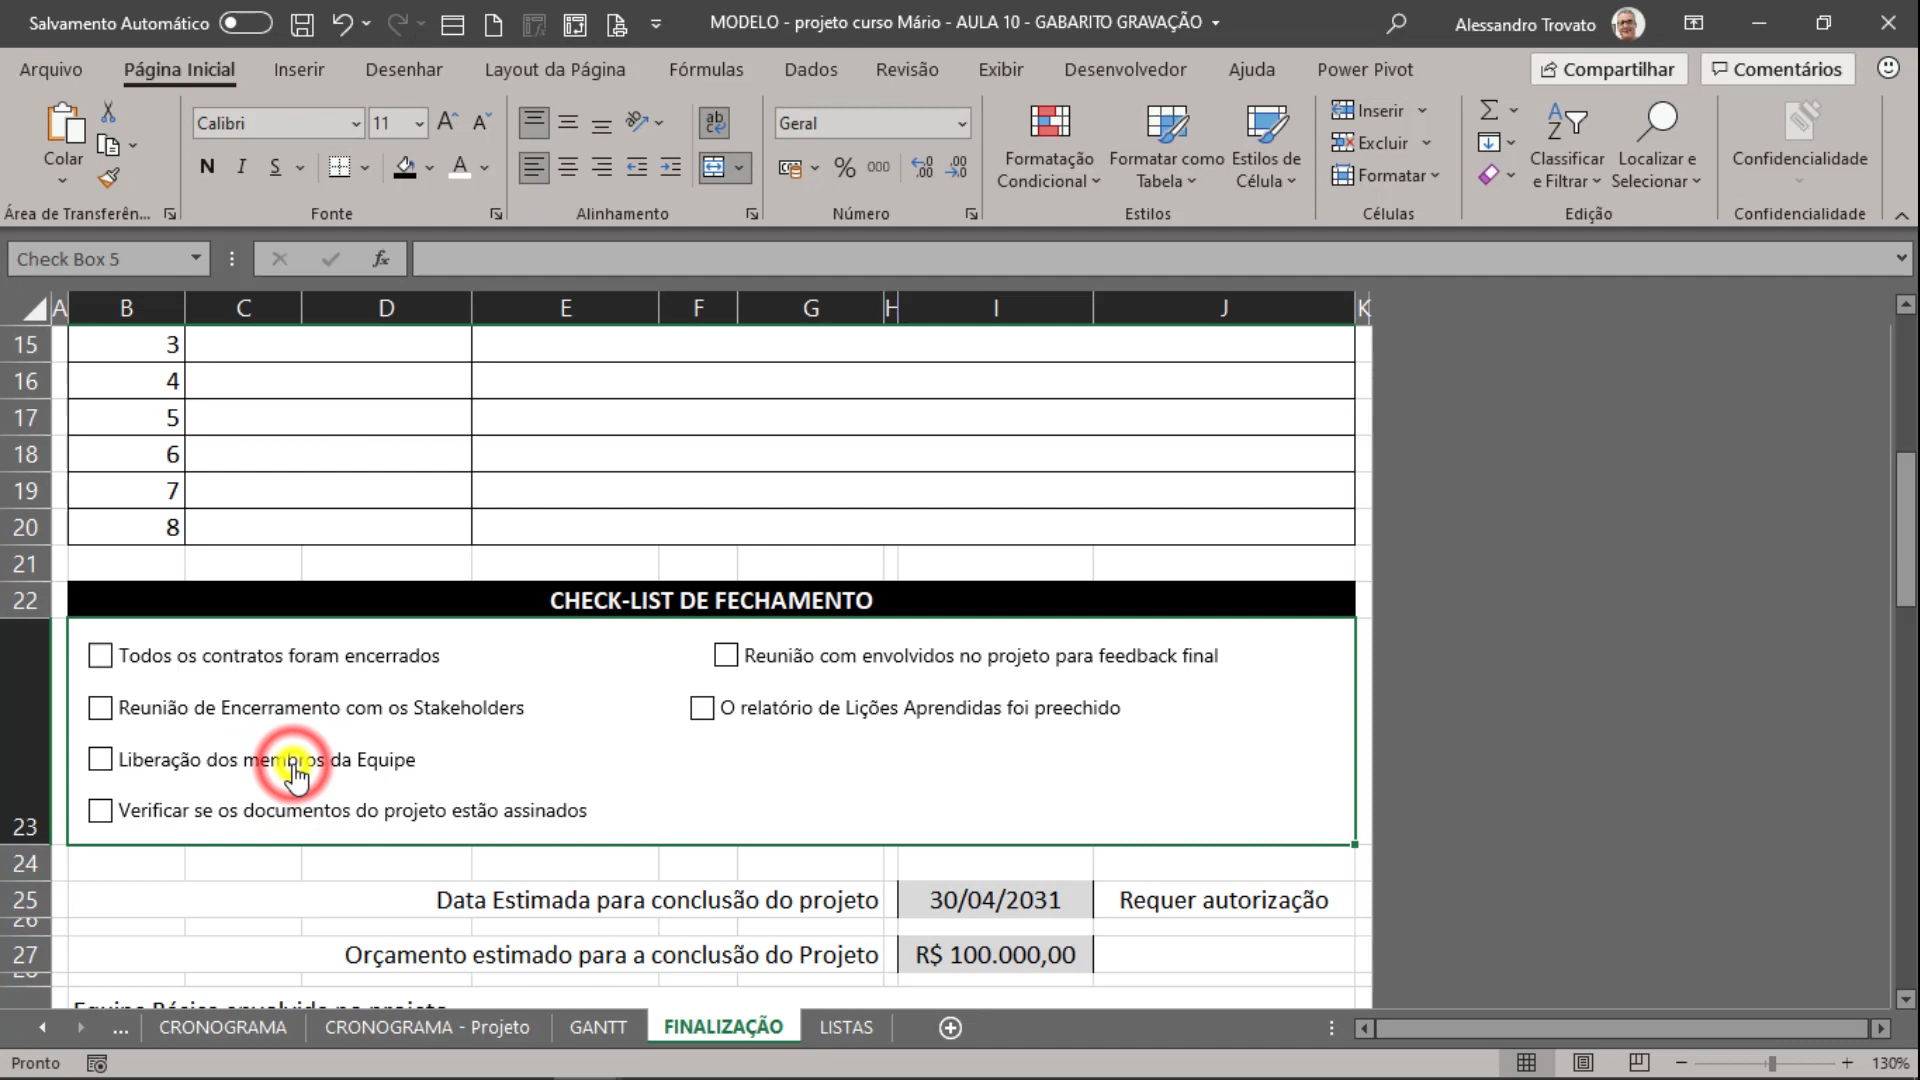 Salvamento Automático
MODELO - projeto curso Mário - AULA 10 - GABARITO GRAVAÇÃO
Alessandro Trovato
Arquivo Página Inicial Inserir Desenhar Layout da Página Fórmulas Dados Revisão Exibir Desenvolvedor Ajuda Power Pivot Compartilhar Comentários
Colar
Calibri 11
N I S
ab
Geral
% 000
Formatação Condicional
Formatar como Tabela
Estilos de Célula
Inserir
Excluir
Formatar
Classificar e Filtrar
Localizar e Selecionar
Confidencialidade
Área de Transferên... Fonte Alinhamento Número Estilos Células Edição Confidencialidade
Check Box 5 fx
A B C D E F G H I J K
15 3
16 4
17 5
18 6
19 7
20 8
21
22 CHECK-LIST DE FECHAMENTO
Todos os contratos foram encerrados Reunião com envolvidos no projeto para feedback final
Reunião de Encerramento com os Stakeholders O relatório de Lições Aprendidas foi preechido
Liberação dos membros da Equipe
Verificar se os documentos do projeto estão assinados
23
24
25 Data Estimada para conclusão do projeto 30/04/2031 Requer autorização
26
27 Orçamento estimado para a conclusão do Projeto R$ 100.000,00
... CRONOGRAMA CRONOGRAMA - Projeto GANTT FINALIZAÇÃO LISTAS
Pronto 130%